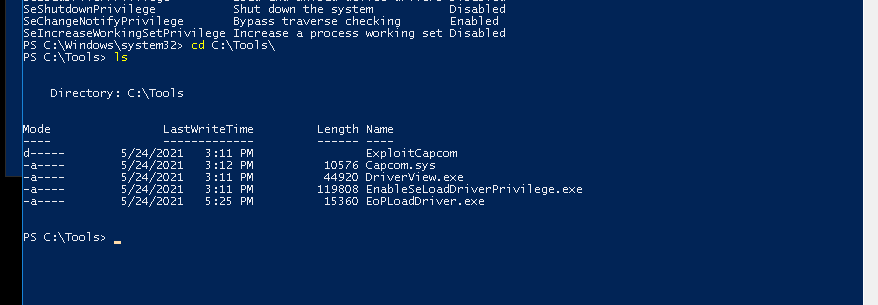 SeShutdownPrivilege           Shut down the system           Disabled
SeChangeNotifyPrivilege       Bypass traverse checking       Enabled
SeIncreaseWorkingSetPrivilege Increase a process working set Disabled
PS C:\Windows\system32> cd C:\Tools\
PS C:\Tools> ls
    Directory: C:\Tools
Mode                LastWriteTime         Length Name
----                -------------         ------ ----
d-----        5/24/2021   3:11 PM                ExploitCapcom
-a----        5/24/2021   3:12 PM          10576 Capcom.sys
-a----        5/24/2021   3:11 PM          44920 DriverView.exe
-a----        5/24/2021   3:11 PM         119808 EnableSeLoadDriverPrivilege.exe
-a----        5/24/2021   5:25 PM          15360 EoPLoadDriver.exe
PS C:\Tools> _